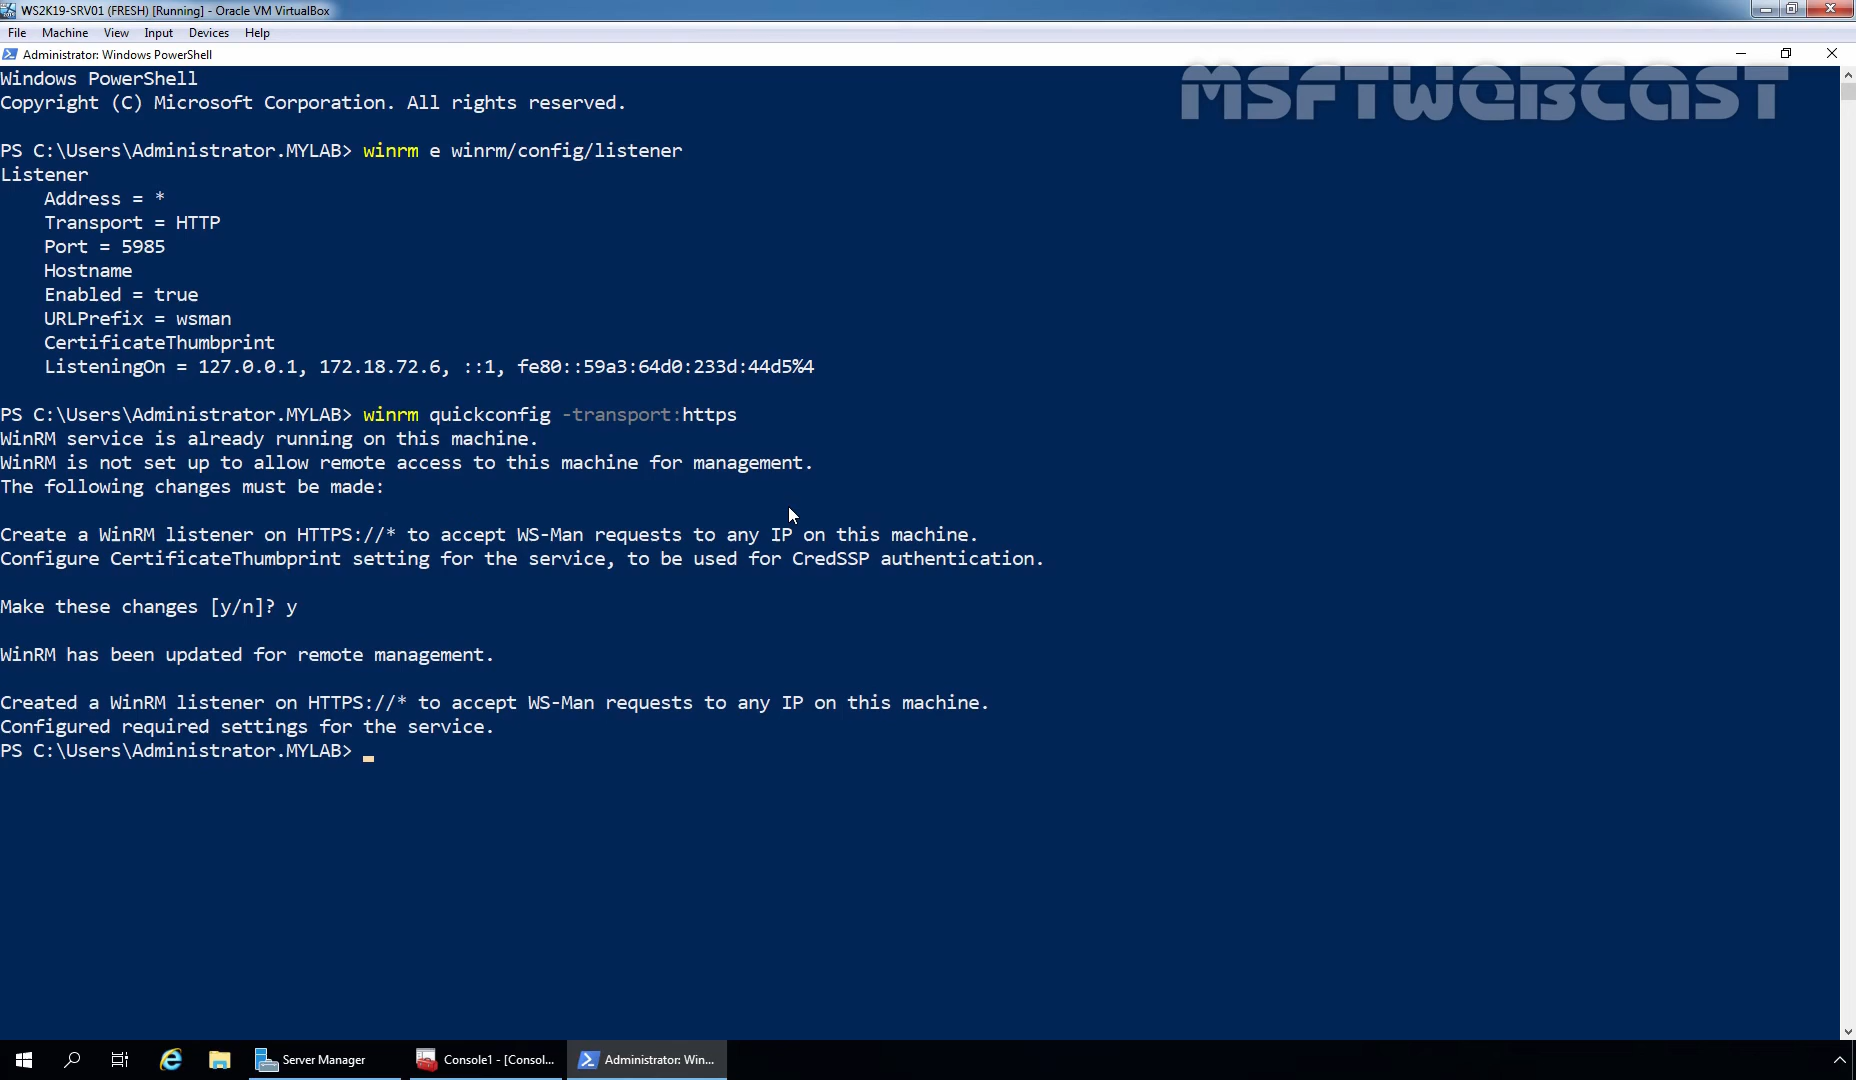 WS2K19-SRV01 (FRESH) [Running] - Oracle VM VirtualBox
File Machine View Input Devices Help
Administrator: Windows PowerShell
MSFTWEBCAST
Windows PowerShell
Copyright (C) Microsoft Corporation. All rights reserved.
PS C:\Users\Administrator.MYLAB> winrm e winrm/config/listener
Listener
Address = *
Transport = HTTP
Port = 5985
Hostname
Enabled = true
URLPrefix = wsman
CertificateThumbprint
ListeningOn = 127.0.0.1, 172.18.72.6, ::1, fe80::59a3:64d0:233d:44d5%4
PS C:\Users\Administrator.MYLAB> winrm quickconfig -transport:https
WinRM service is already running on this machine.
WinRM is not set up to allow remote access to this machine for management.
The following changes must be made:
Create a WinRM listener on HTTPS://* to accept WS-Man requests to any IP on this machine.
Configure CertificateThumbprint setting for the service, to be used for CredSSP authentication.
Make these changes [y/n]? y
WinRM has been updated for remote management.
Created a WinRM listener on HTTPS://* to accept WS-Man requests to any IP on this machine.
Configured required settings for the service.
PS C:\Users\Administrator.MYLAB>
Server Manager Console1 - [Consol... Administrator: Win...